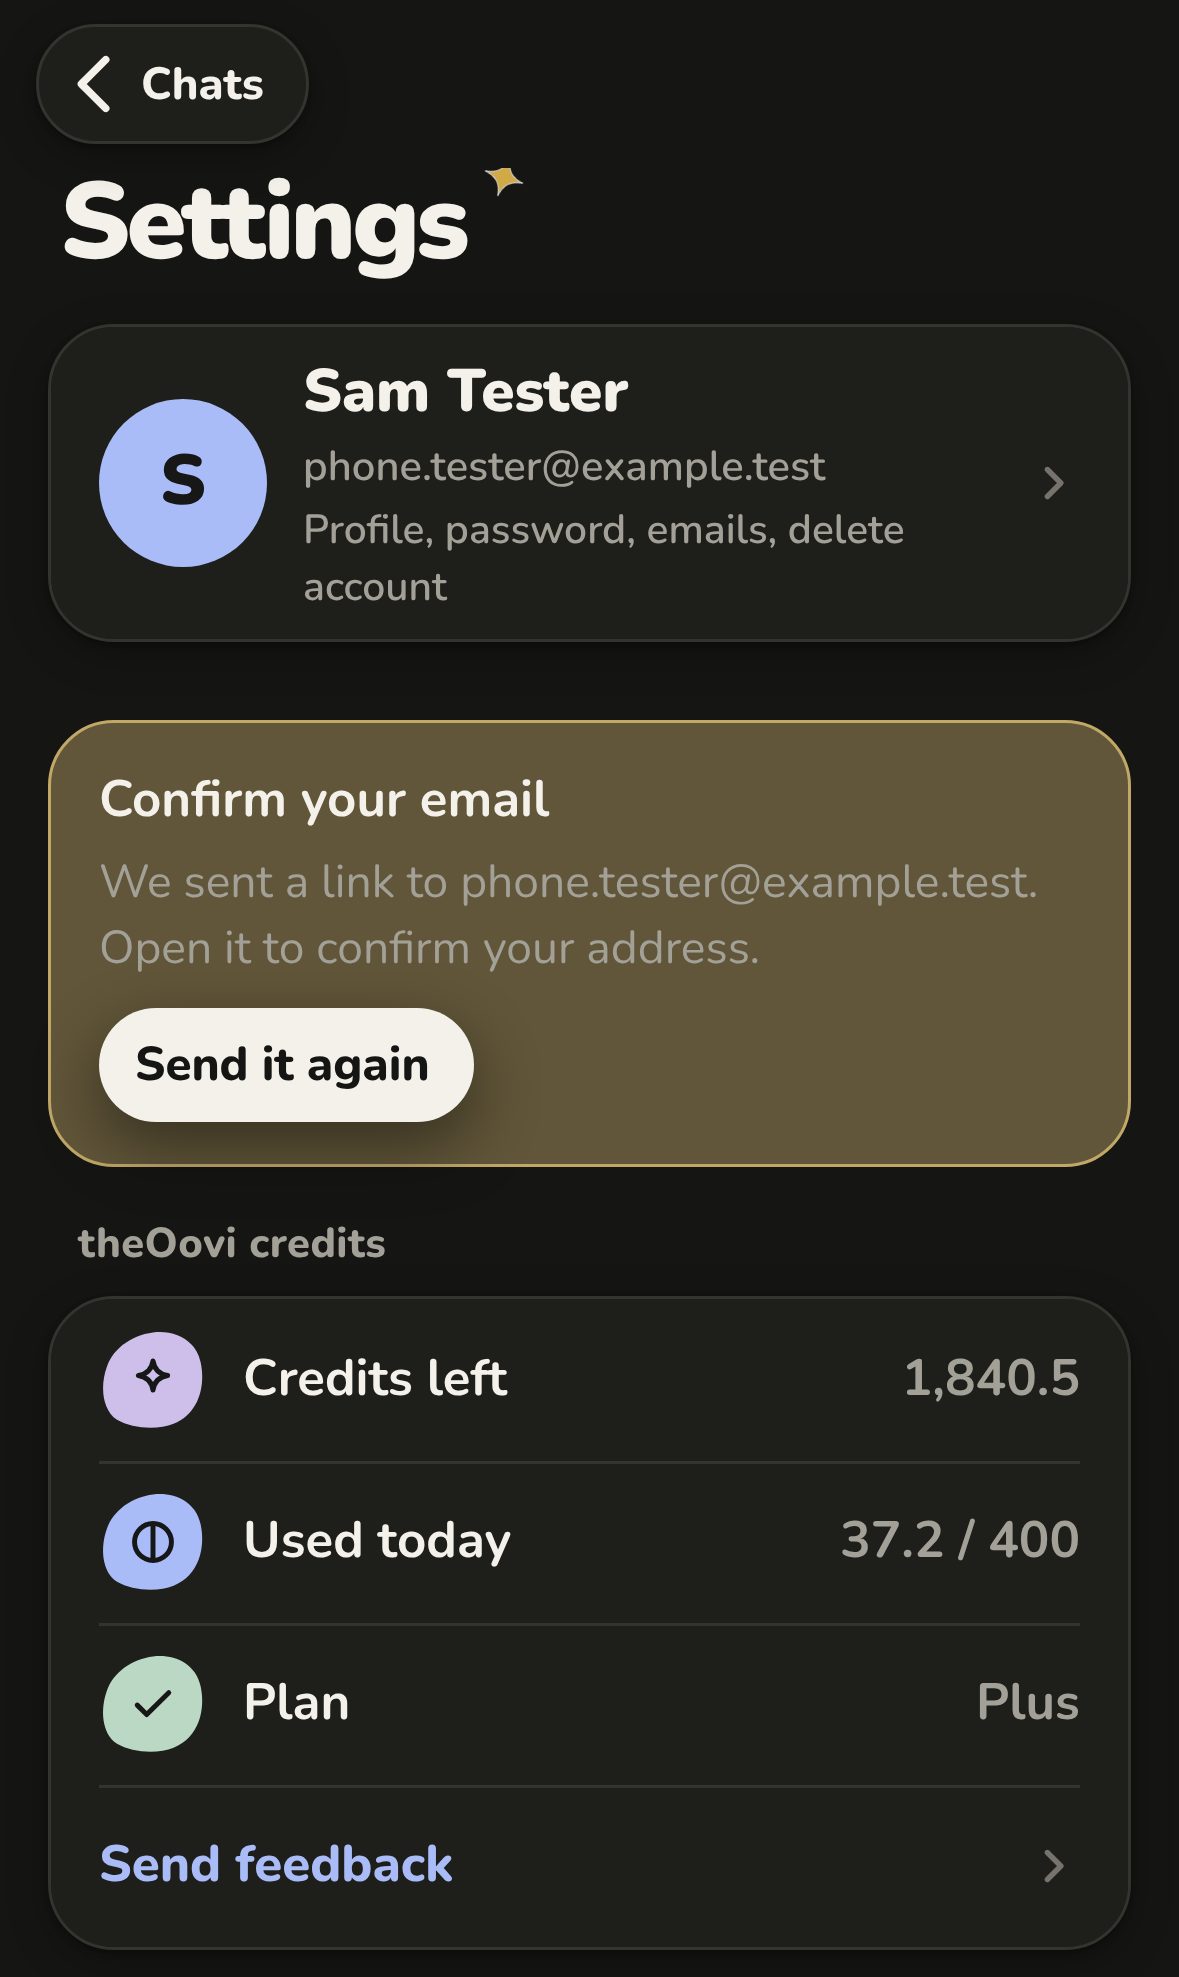 Chats
Settings
S
Sam Tester
phone.tester@example.test
Profile, password, emails, delete
account
Confirm your email
We sent a link to phone.tester@example.test.
Open it to confirm your address.
Send it again
theOovi credits
Credits left 1,840.5
Used today 37.2 / 400
Plan Plus
Send feedback